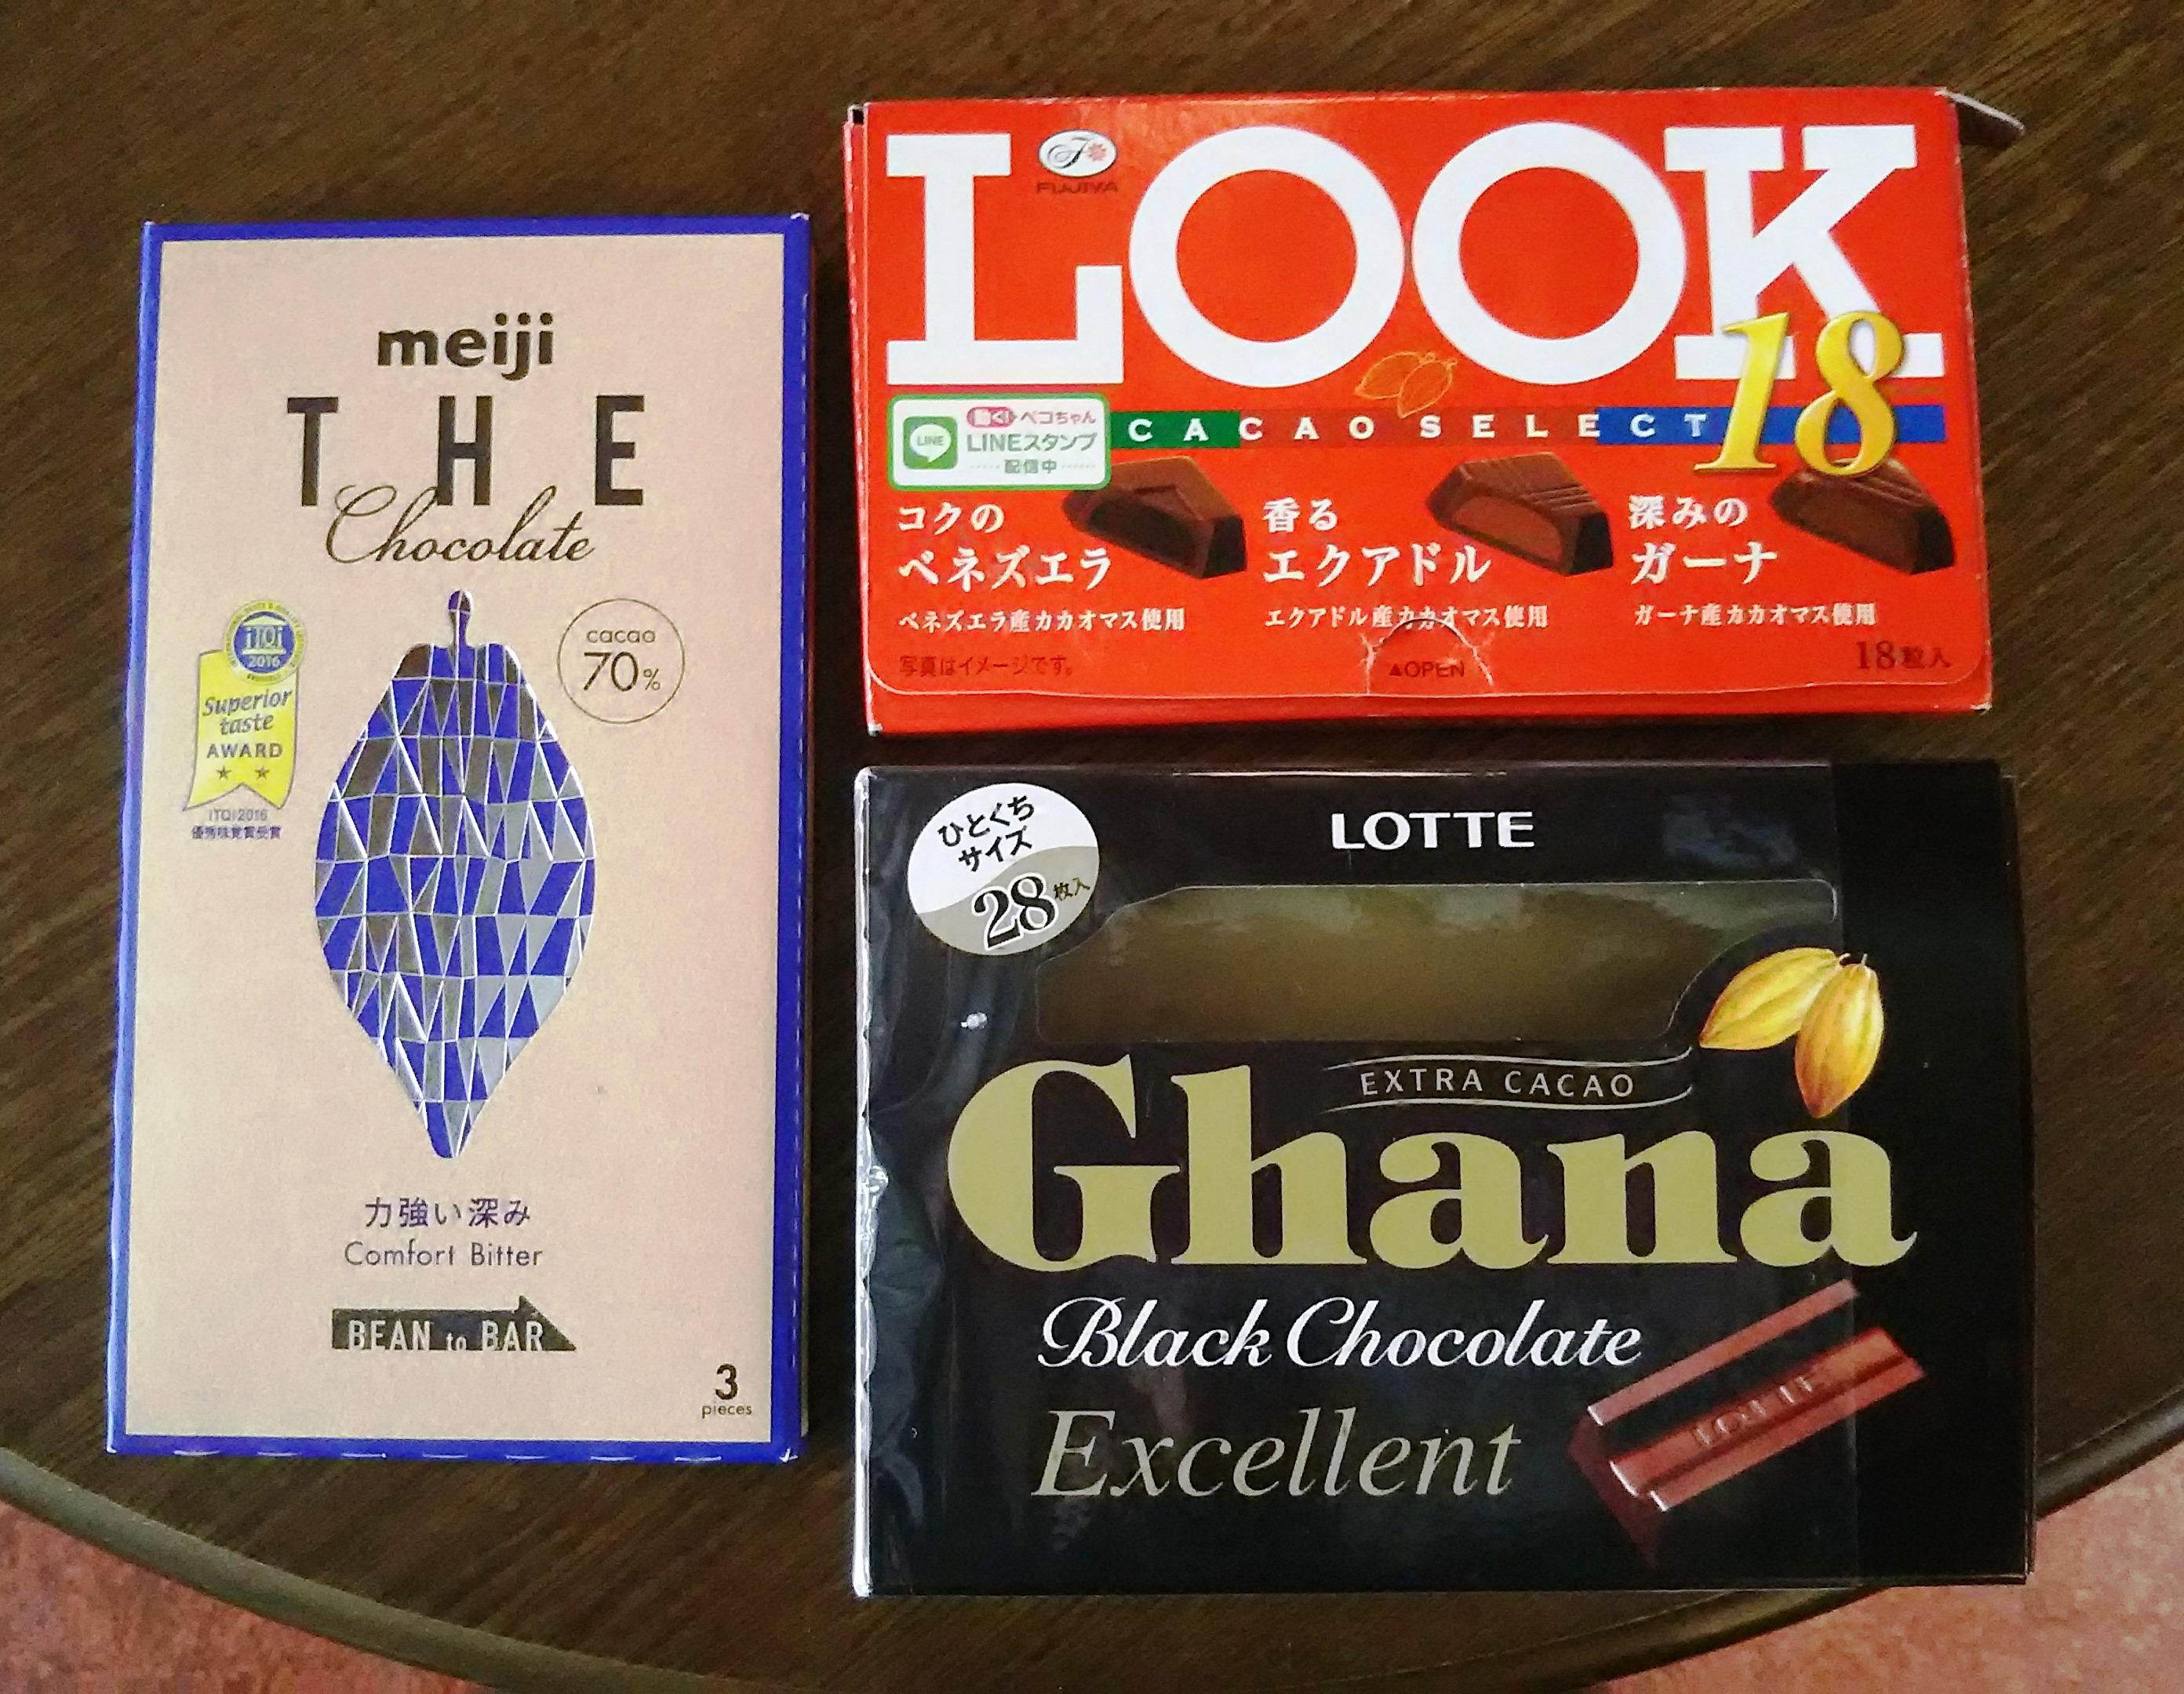 meiji
THE
Chocolate
iTQi
2016
Superior
taste
AWARD
iTQi2016
優秀味覚賞受賞
cacao
70%
力強い深み
Comfort Bitter
BEAN to BAR
3
pieces
LOOK
FUJIYA
18
CACAO SELECT
動く!ペコちゃん
LINE
LINEスタンプ
配信中
コクの
ベネズエラ
ベネズエラ産カカオマス使用
香る
エクアドル
エクアドル産カカオマス使用
深みの
ガーナ
ガーナ産カカオマス使用
写真はイメージです。
▲OPEN
18粒入
ひとくち
サイズ
28枚入
LOTTE
EXTRA CACAO
Ghana
Black Chocolate
Excellent
LOTTE